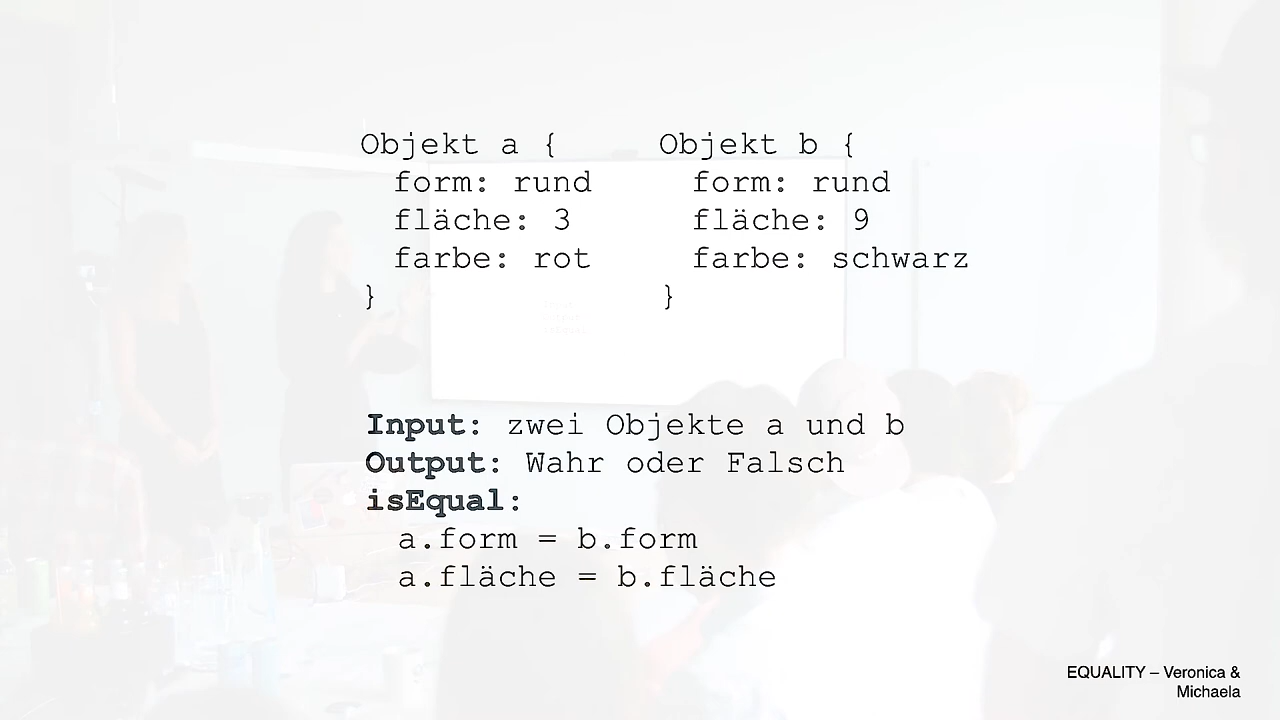 Objekt a {
form: rund
fläche: 3
farbe: rot
}
Objekt b {
form: rund
fläche: 9
farbe: schwarz
}
Input: zwei Objekte a und b
Output: Wahr oder Falsch
isEqual:
a.form = b.form
a.fläche = b.fläche
EQUALITY – Veronica &
Michaela